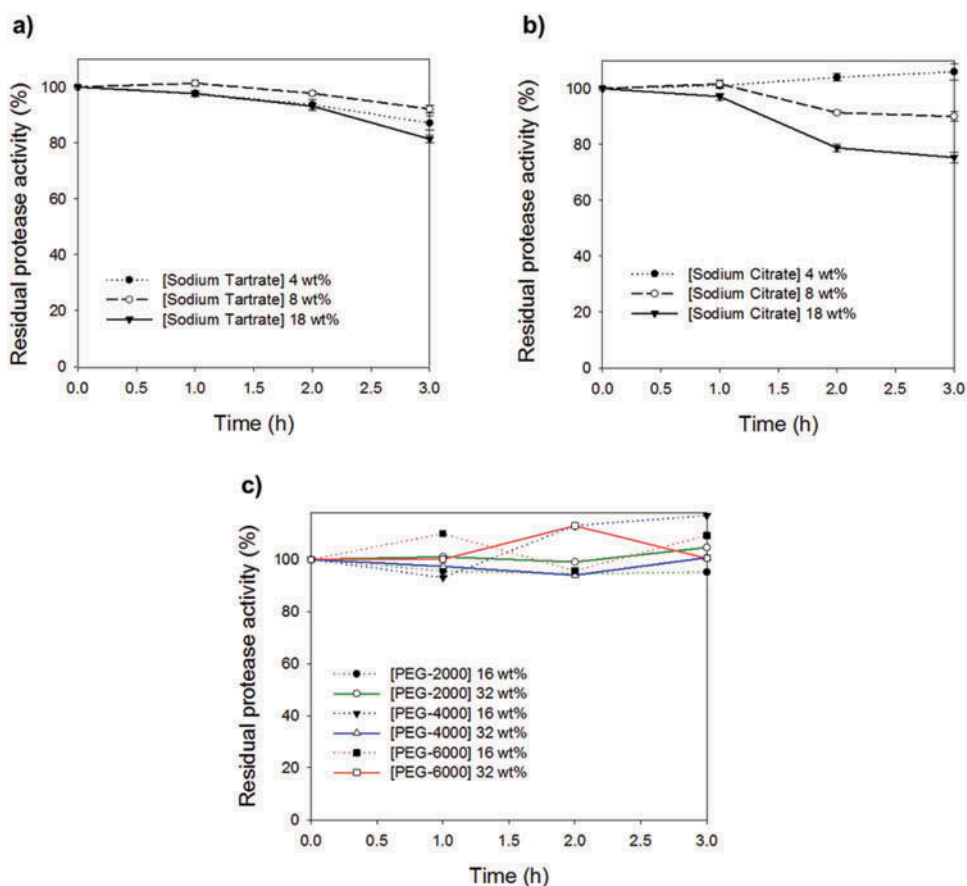 a)
Residual protease activity (%)
100
80
60
40
20
0
[Sodium Tartrate] 4 wt%
[Sodium Tartrate] 8 wt%
[Sodium Tartrate] 18 wt%
0.0 0.5 1.0 1.5 2.0 2.5 3.0
Time (h)
b)
Residual protease activity (%)
100
80
60
40
20
0
[Sodium Citrate] 4 wt%
[Sodium Citrate] 8 wt%
[Sodium Citrate] 18 wt%
0.0 0.5 1.0 1.5 2.0 2.5 3.0
Time (h)
c)
Residual protease activity (%)
100
80
60
40
20
0
[PEG-2000] 16 wt%
[PEG-2000] 32 wt%
[PEG-4000] 16 wt%
[PEG-4000] 32 wt%
[PEG-6000] 16 wt%
[PEG-6000] 32 wt%
0.0 0.5 1.0 1.5 2.0 2.5 3.0
Time (h)